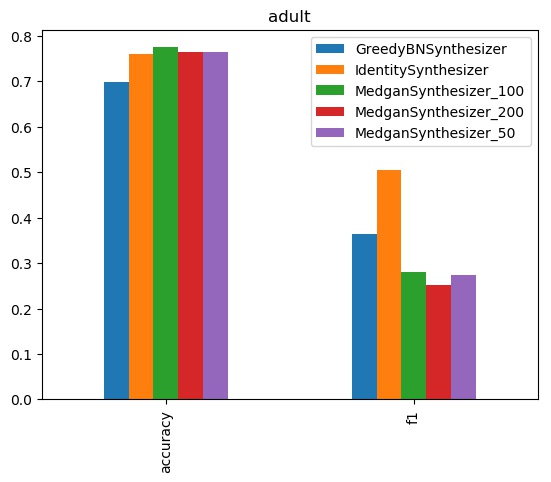 adult
0.8
0.7
0.6
0.5
0.4
0.3
0.2
0.1
0.0
GreedyBNSynthesizer
IdentitySynthesizer
MedganSynthesizer_100
MedganSynthesizer_200
MedganSynthesizer_50
accuracy
f1